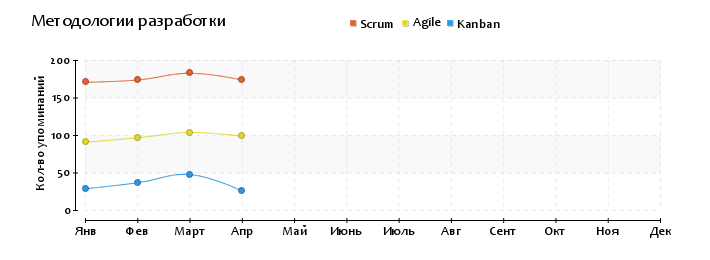 Методологии разработки
Scrum Agile Kanban
Кол-во упоминаний
200
150
100
50
0
Янв Фев Март Апр Май Июнь Июль Авг Сент Окт Ноя Дек